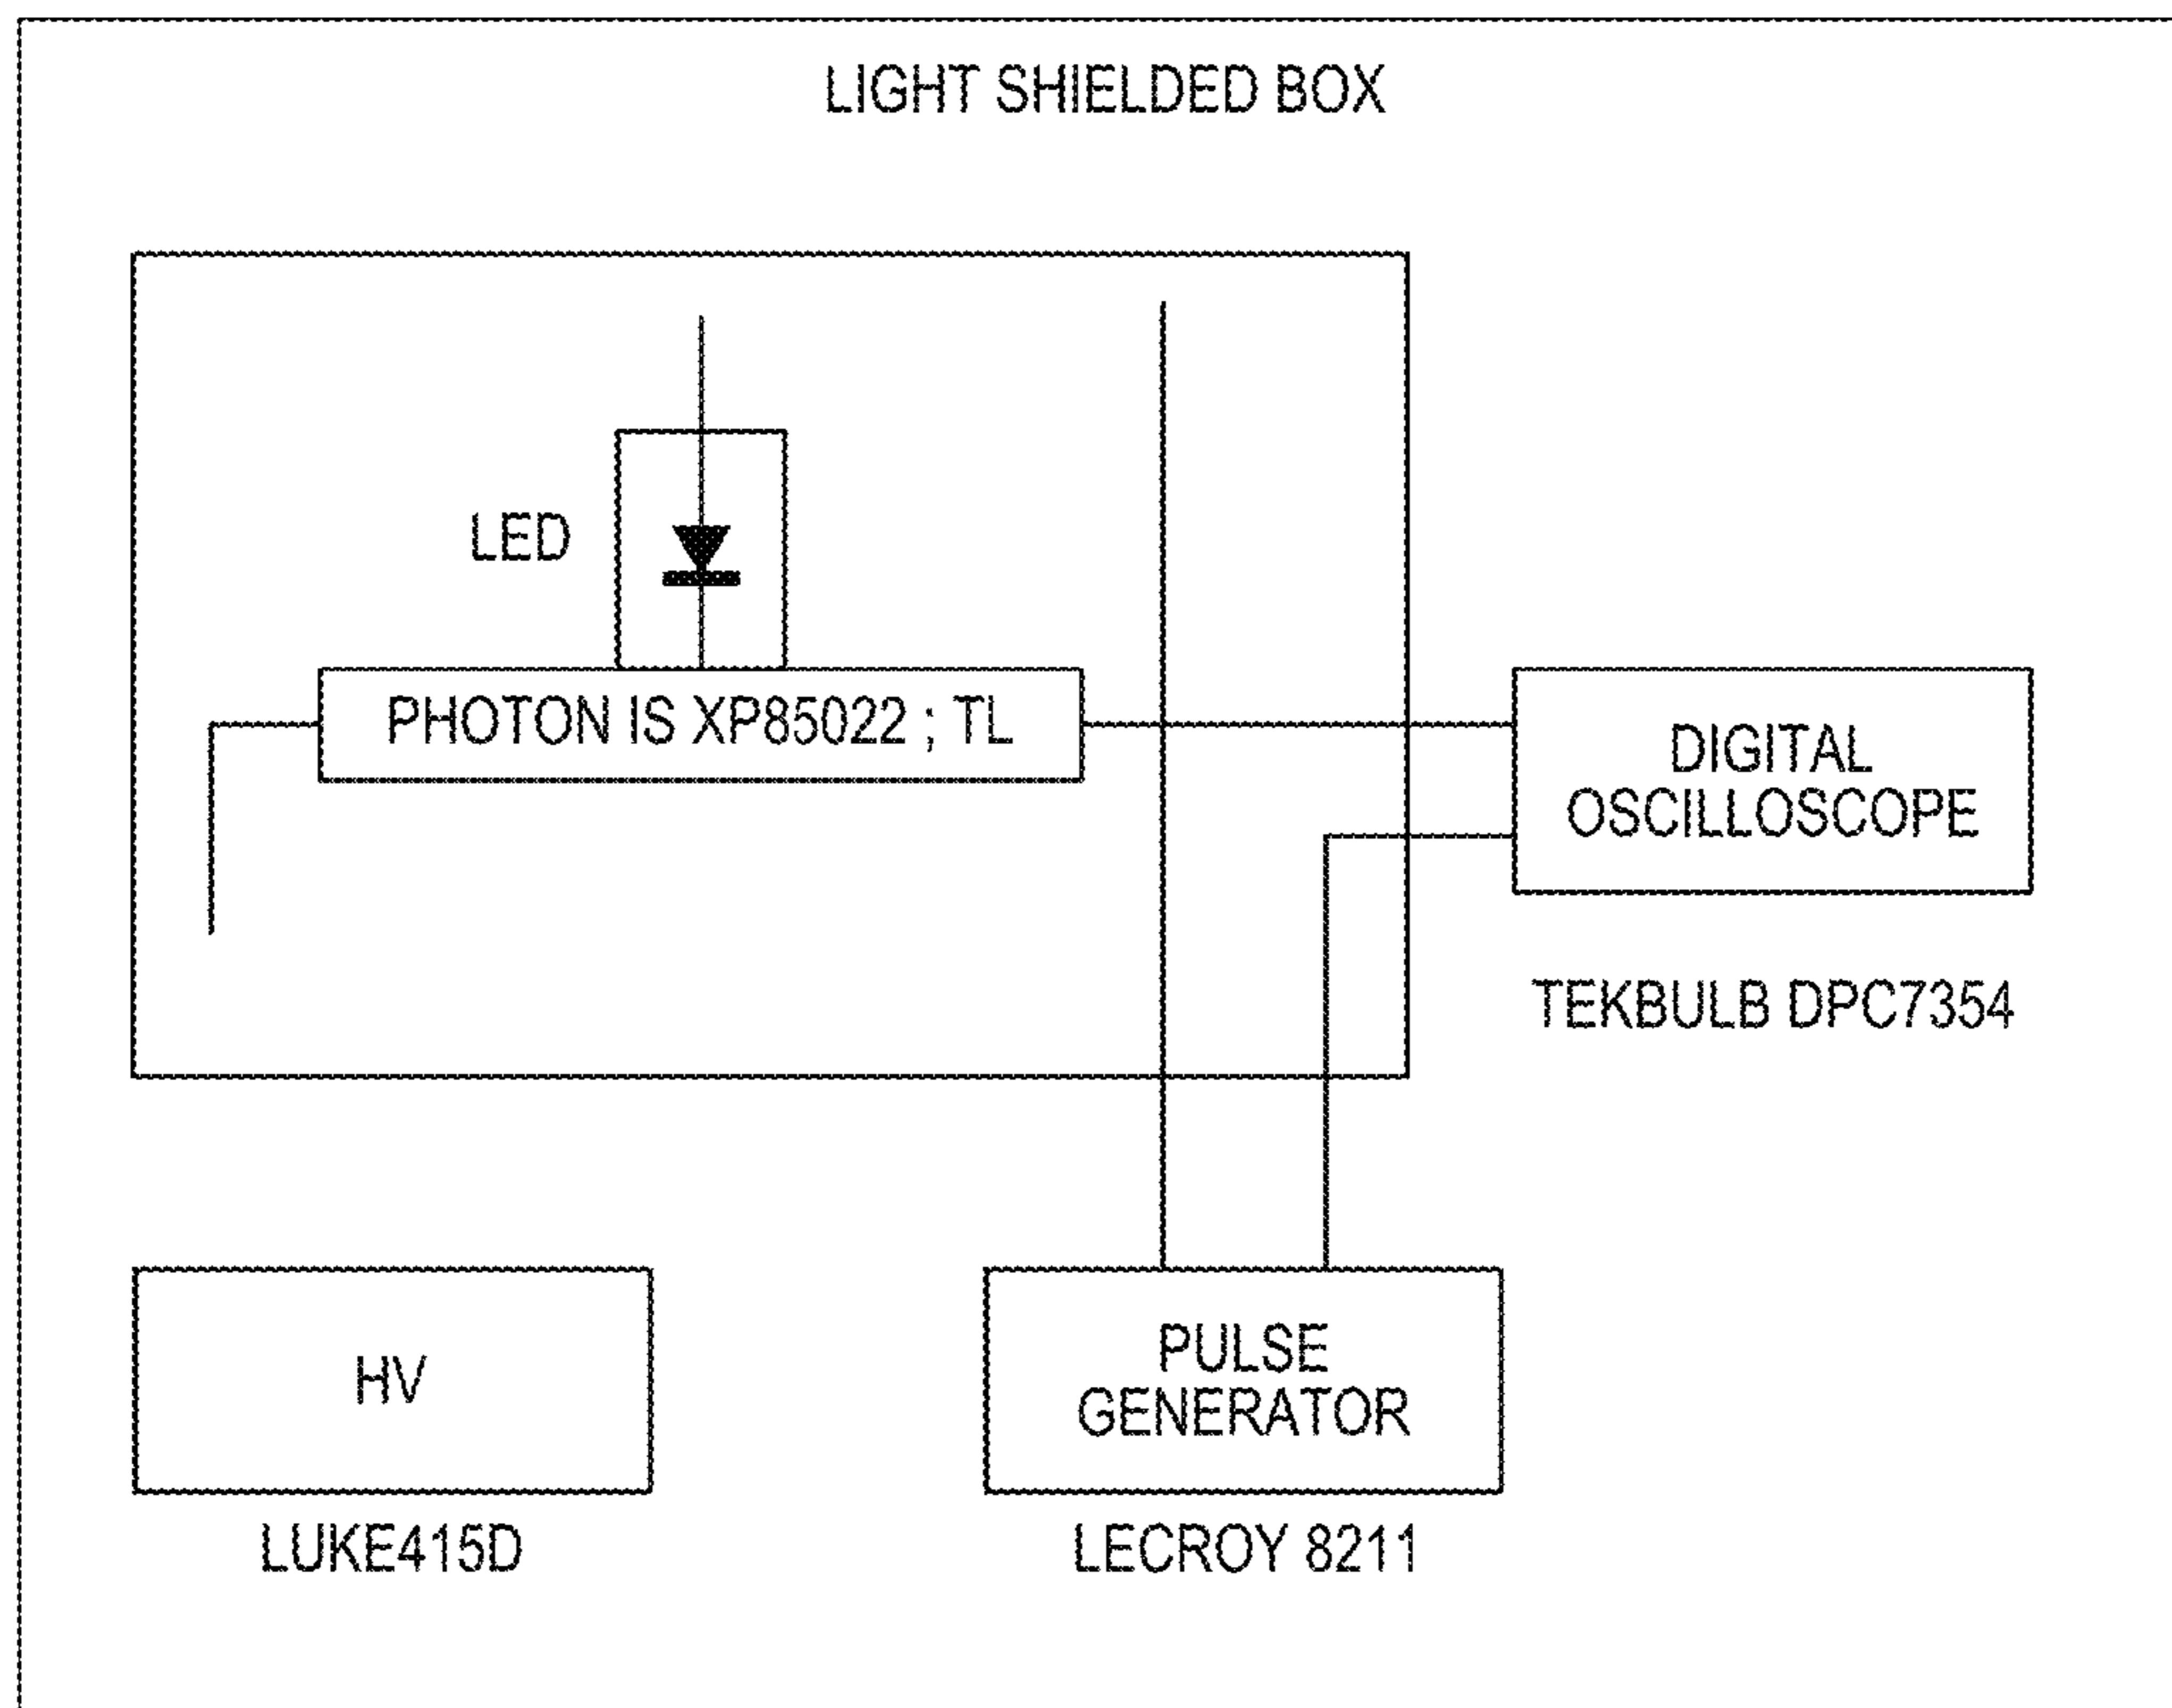 LIGHT SHIELDED BOX
LED
PHOTON IS XP85022 ; TL
DIGITAL
OSCILLOSCOPE
TEKBULB DPC7354
HV
PULSE
GENERATOR
LUKE415D
LECROY 8211